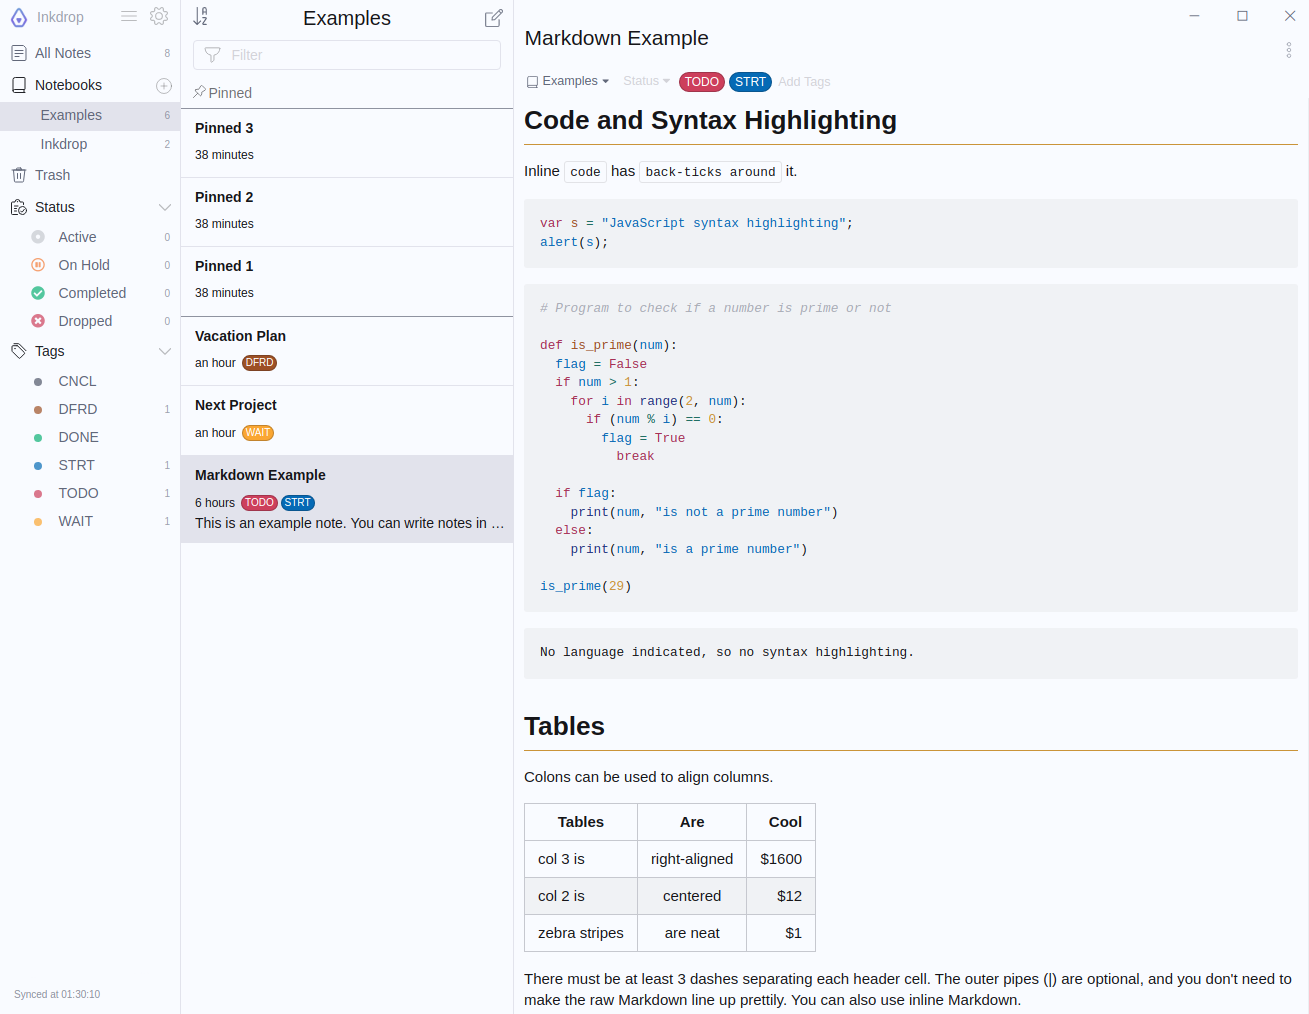 Inkdrop
All Notes 8
Notebooks
Examples 6
Inkdrop 2
Trash
Status
Active 0
On Hold 0
Completed 0
Dropped 0
Tags
CNCL
DFRD 1
DONE
STRT 1
TODO 1
WAIT 1
Synced at 01:30:10
Examples
Filter
Pinned
Pinned 3
38 minutes
Pinned 2
38 minutes
Pinned 1
38 minutes
Vacation Plan
an hour DFRD
Next Project
an hour WAIT
Markdown Example
6 hours TODO STRT
This is an example note. You can write notes in …
Markdown Example
Examples Status TODO STRT Add Tags
Code and Syntax Highlighting
Inline code has back-ticks around it.
var s = "JavaScript syntax highlighting";
alert(s);
# Program to check if a number is prime or not
def is_prime(num):
  flag = False
  if num > 1:
    for i in range(2, num):
      if (num % i) == 0:
        flag = True
          break
  if flag:
    print(num, "is not a prime number")
  else:
    print(num, "is a prime number")
is_prime(29)
No language indicated, so no syntax highlighting.
Tables
Colons can be used to align columns.
Tables Are Cool
col 3 is right-aligned $1600
col 2 is centered $12
zebra stripes are neat $1
There must be at least 3 dashes separating each header cell. The outer pipes (|) are optional, and you don't need to
make the raw Markdown line up prettily. You can also use inline Markdown.